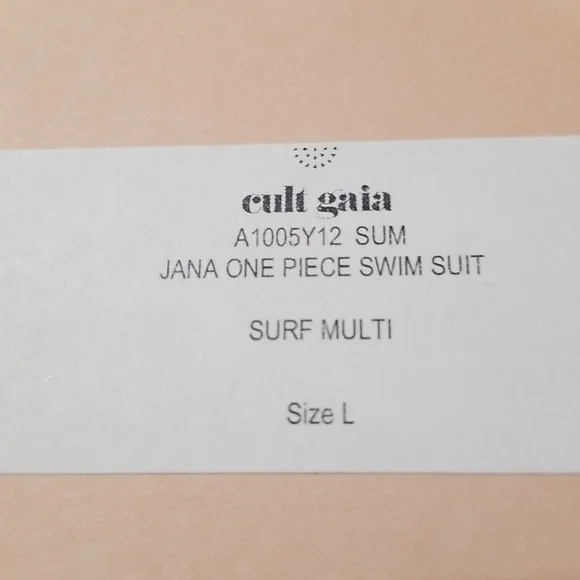 cult gaia
A1005Y12 SUM
JANA ONE PIECE SWIM SUIT
SURF MULTI
Size L